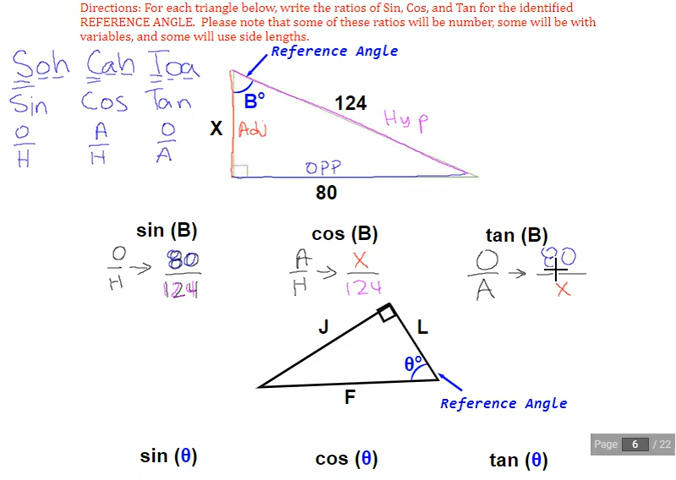 Directions: For each triangle below, write the ratios of Sin, Cos, and Tan for the identified
REFERENCE ANGLE. Please note that some of these ratios will be number, some will be with
variables, and some will use side lengths.
Soh Cah Toa
Sin Cos Tan
O/H A/H O/A
Reference Angle
B°
124
Hyp
X
Adj
OPP
80
sin (B) cos (B) tan (B)
O/H → 80/124 A/H → X/124 O/A → 80/X
J
L
θ°
F
Reference Angle
sin (θ) cos (θ) tan (θ)
Page 6 / 22